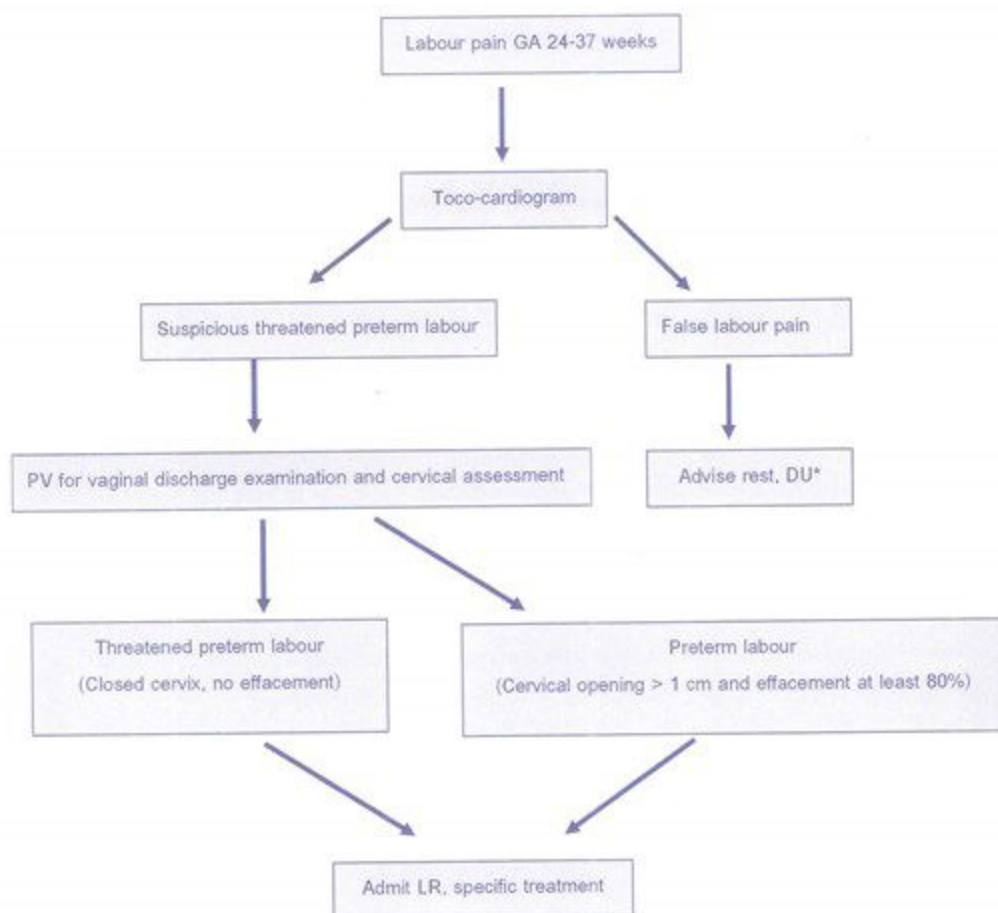 Labour pain GA 24-37 weeks
Toco-cardiogram
Suspicious threatened preterm labour
False labour pain
PV for vaginal discharge examination and cervical assessment
Advise rest, DU*
Threatened preterm labour
(Closed cervix, no effacement)
Preterm labour
(Cervical opening > 1 cm and effacement at least 80%)
Admit LR, specific treatment